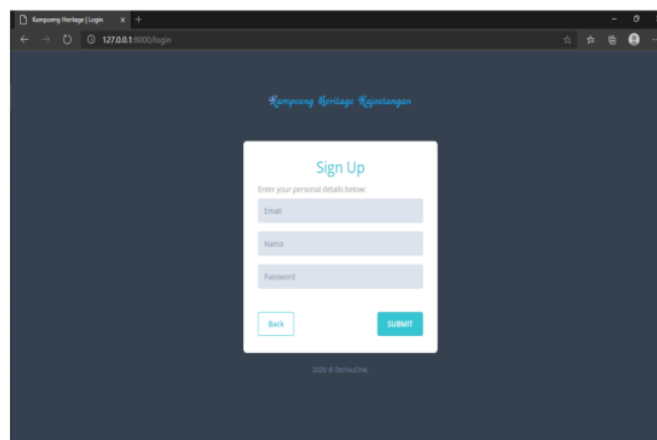 Kampoeng Heritage | Login
127.0.0.1:8000/login
Kampoeng Heritage Kajoetangan
Sign Up
Enter your personal details below:
Email
Nama
Password
Back
SUBMIT
2020 ©